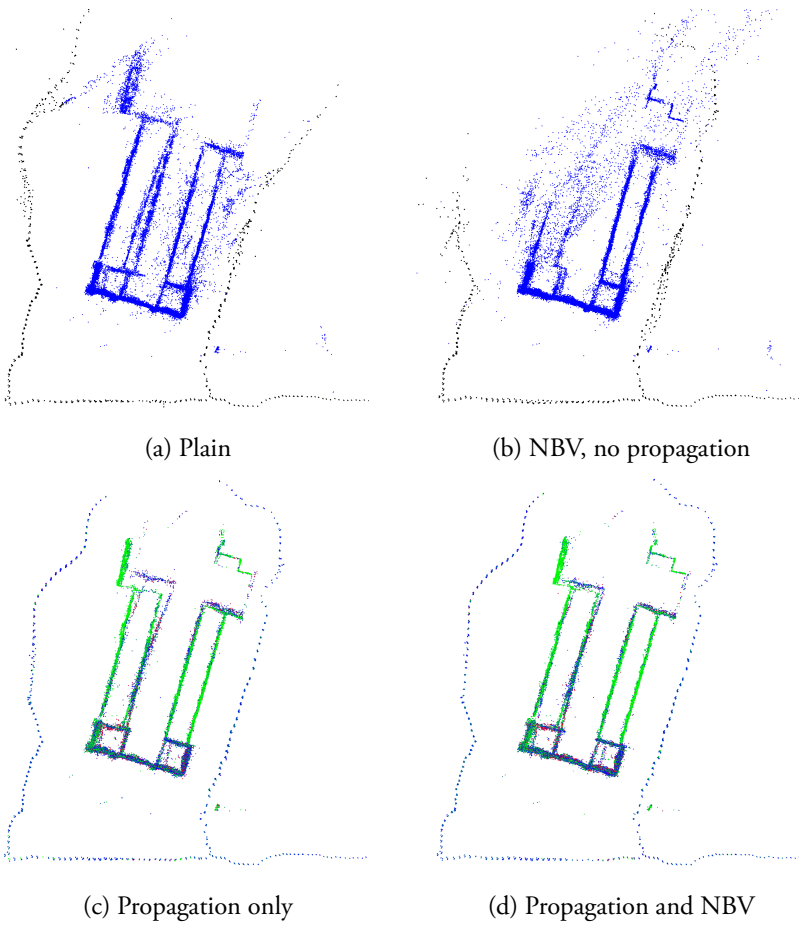 (a) Plain
(b) NBV, no propagation
(c) Propagation only
(d) Propagation and NBV